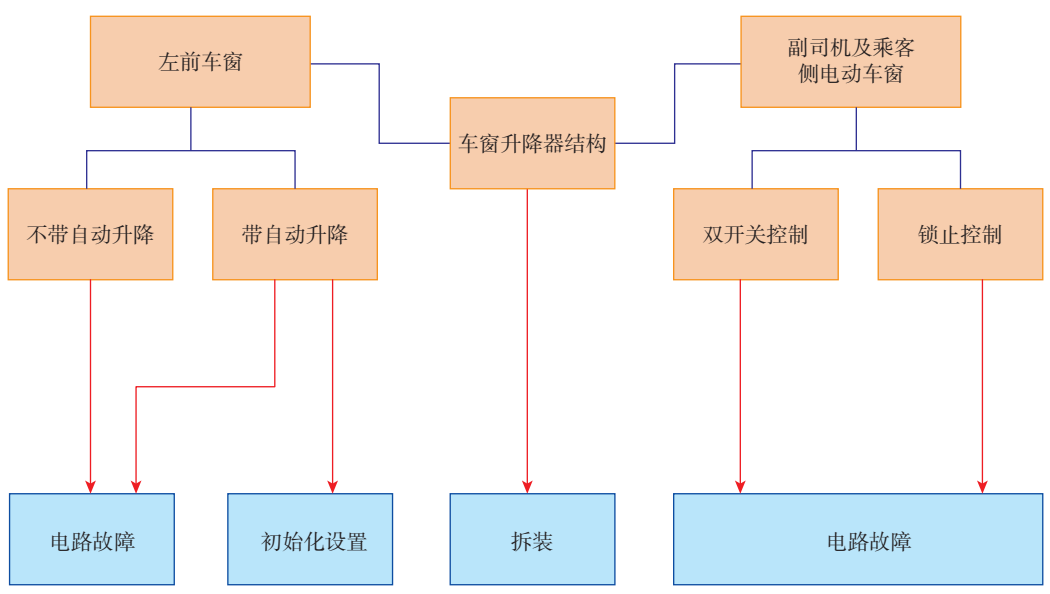 左前车窗
副司机及乘客
侧电动车窗
车窗升降器结构
不带自动升降
带自动升降
双开关控制
锁止控制
电路故障
初始化设置
拆装
电路故障